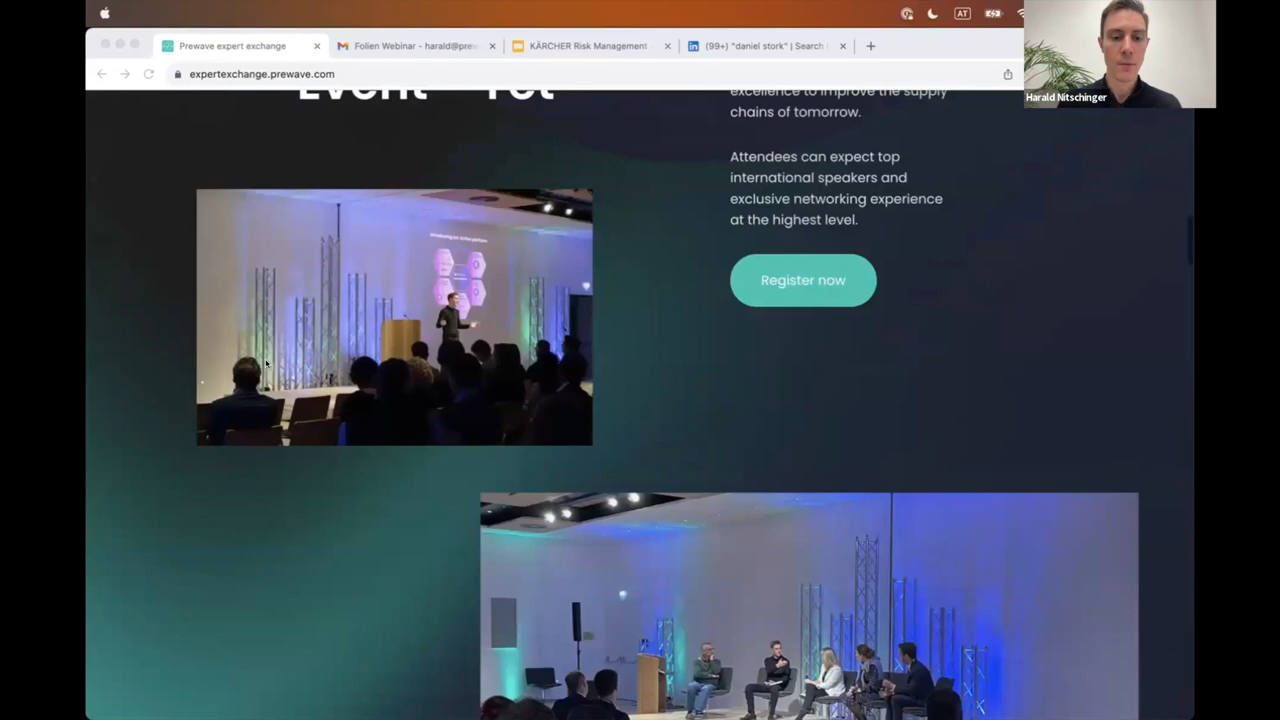 AT
Prewave expert exchange
Folien Webinar - harald@prew
KÄRCHER Risk Management
(99+) "daniel stork" | Search |
expertexchange.prewave.com
Harald Nitschinger
excellence to improve the supply
chains of tomorrow.
Attendees can expect top
international speakers and
exclusive networking experience
at the highest level.
Register now